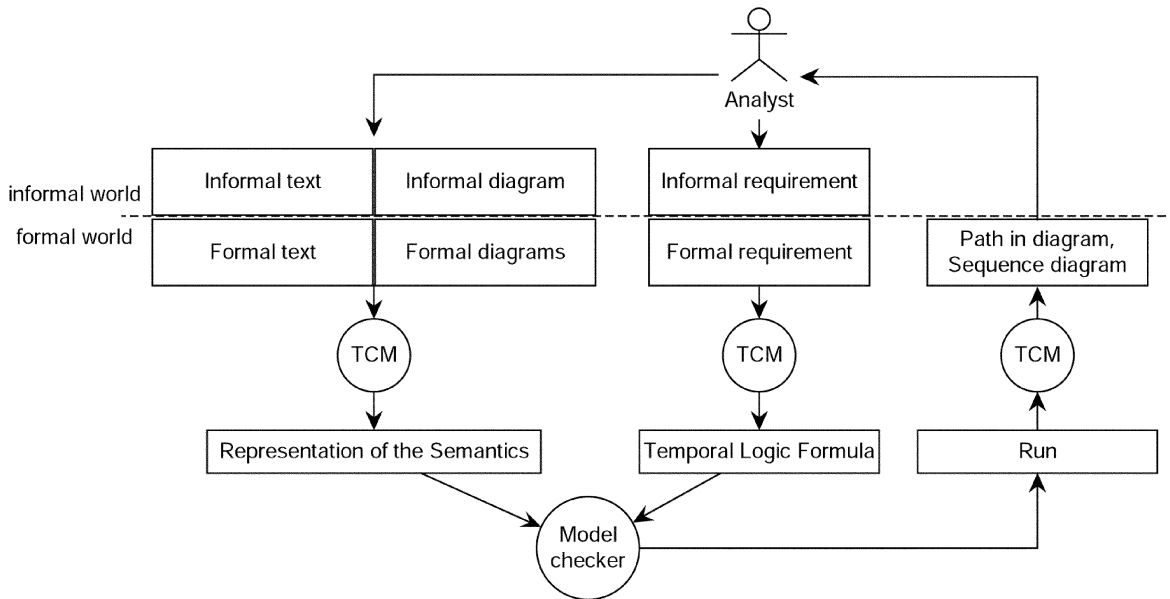 Analyst
Informal text
Informal diagram
Informal requirement
informal world
formal world
Formal text
Formal diagrams
Formal requirement
Path in diagram,
Sequence diagram
TCM
TCM
TCM
Representation of the Semantics
Temporal Logic Formula
Run
Model
checker